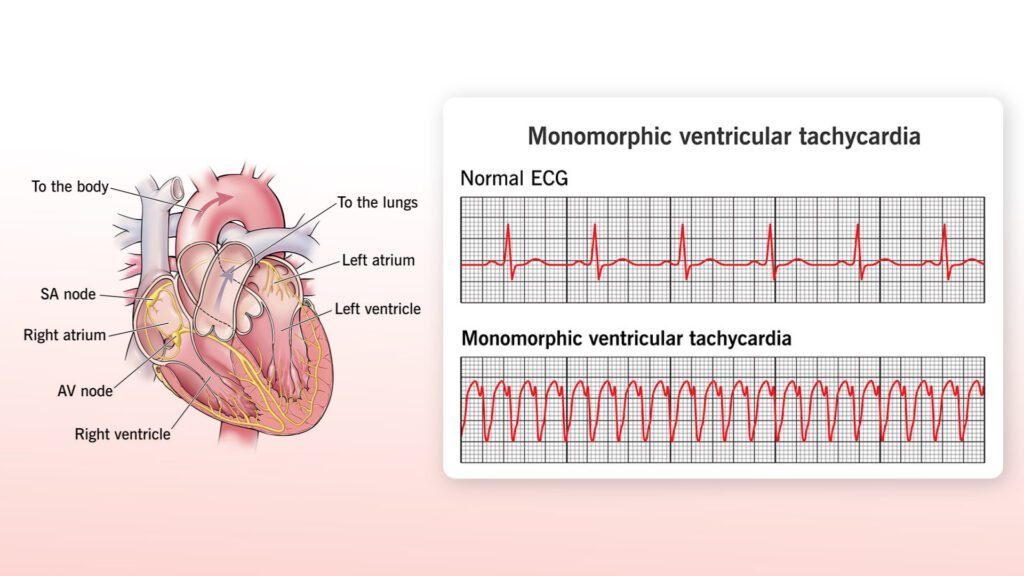 To the body
To the lungs
Left atrium
SA node
Left ventricle
Right atrium
AV node
Right ventricle
Monomorphic ventricular tachycardia
Normal ECG
Monomorphic ventricular tachycardia